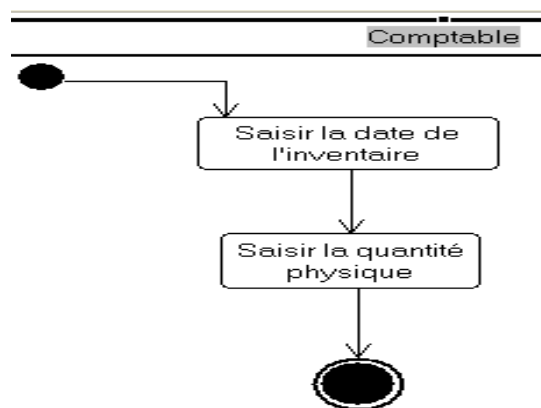 Comptable
Saisir la date de
l'inventaire
Saisir la quantité
physique